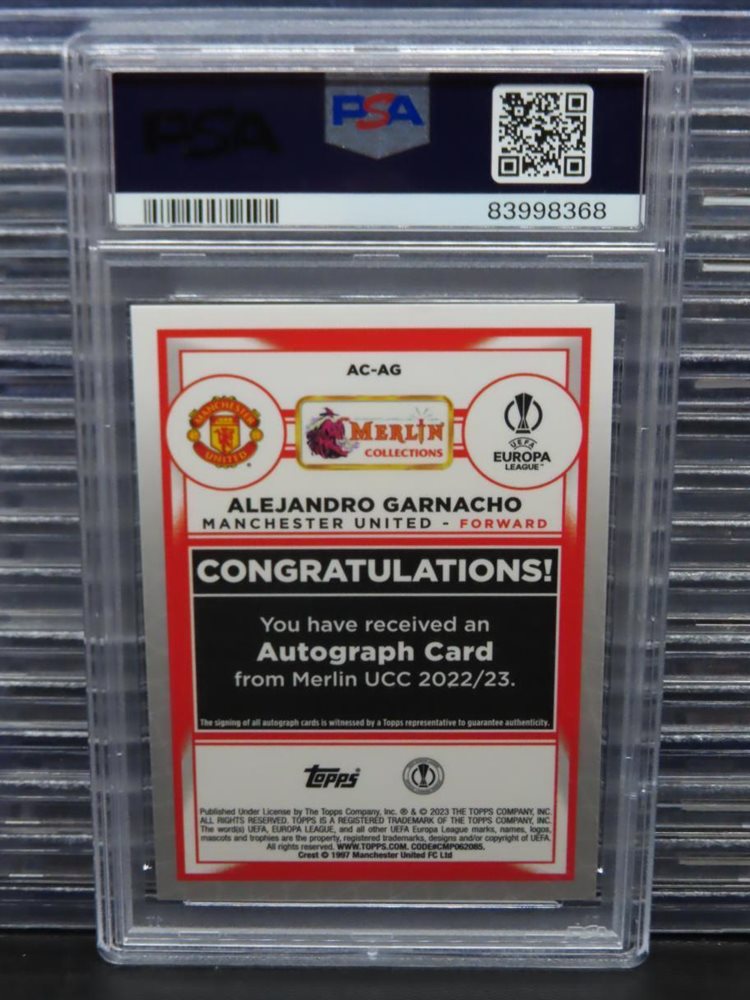 PSA
PSA
83998368
AC-AG
MANCHESTER
UNITED
MERLIN
COLLECTIONS
UEFA
EUROPA
LEAGUE™
ALEJANDRO GARNACHO
MANCHESTER UNITED - FORWARD
CONGRATULATIONS!
You have received an
Autograph Card
from Merlin UCC 2022/23.
The signing of all autograph cards is witnessed by a Topps representative to guarantee authenticity.
topps
Published Under License by The Topps Company, Inc. ® & © 2023 THE TOPPS COMPANY, INC.
ALL RIGHTS RESERVED. TOPPS IS A REGISTERED TRADEMARK OF THE TOPPS COMPANY, INC.
The word(s) UEFA, EUROPA LEAGUE, and all other UEFA Europa League marks, names, logos,
mascots and trophies are the property, registered trademarks, designs and/or copyright of UEFA.
All rights reserved. WWW.TOPPS.COM. CODE#CMP062085.
Crest © 1997 Manchester United FC Ltd